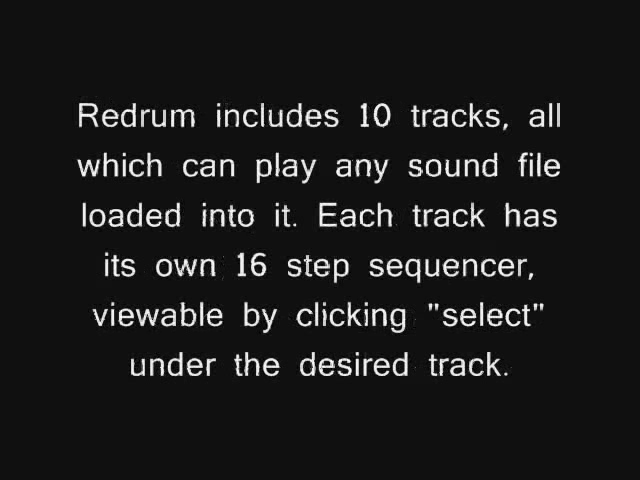 Redrum includes 10 tracks, all
which can play any sound file
loaded into it. Each track has
its own 16 step sequencer,
viewable by clicking "select"
under the desired track.